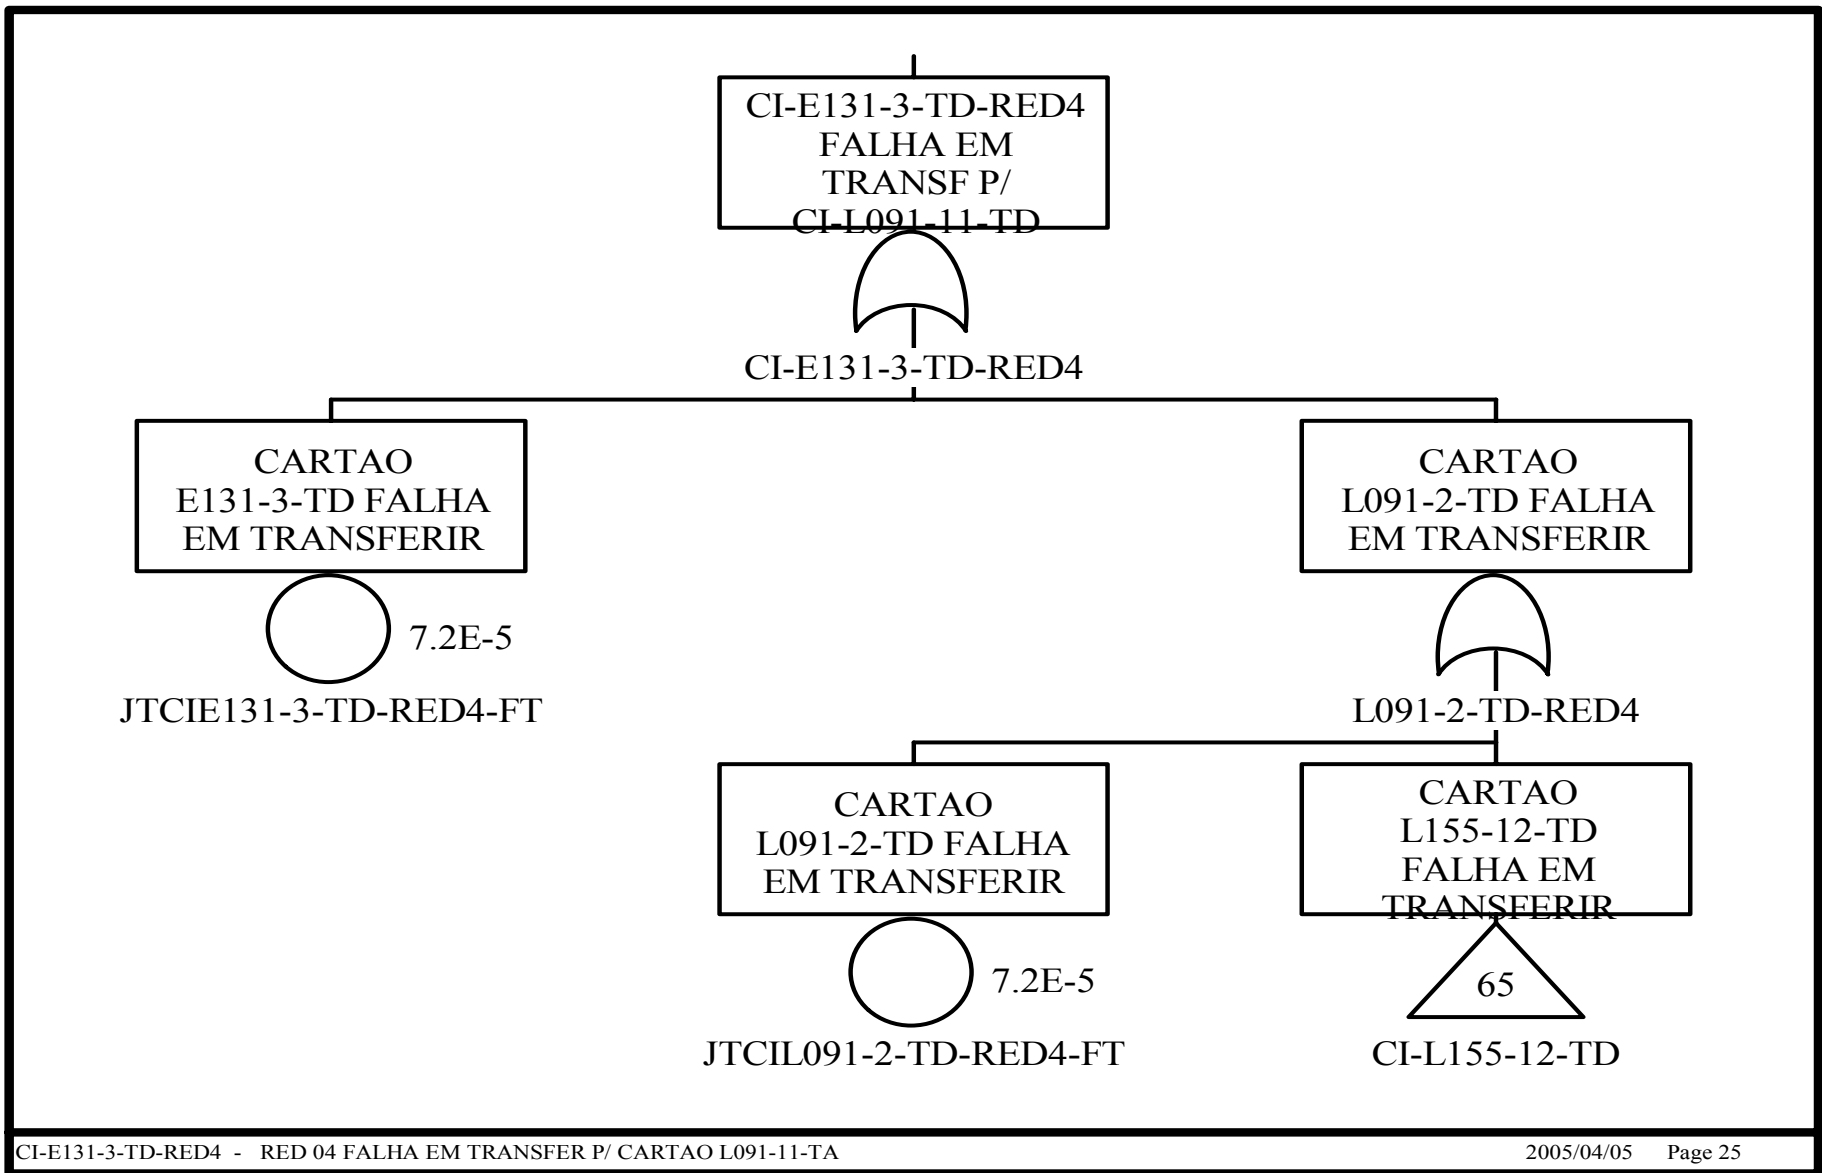 CI-E131-3-TD-RED4
FALHA EM
TRANSF P/
CI-L091-11-TD
CI-E131-3-TD-RED4
CARTAO
E131-3-TD FALHA
EM TRANSFERIR
7.2E-5
JTCIE131-3-TD-RED4-FT
CARTAO
L091-2-TD FALHA
EM TRANSFERIR
L091-2-TD-RED4
CARTAO
L091-2-TD FALHA
EM TRANSFERIR
7.2E-5
JTCIL091-2-TD-RED4-FT
CARTAO
L155-12-TD
FALHA EM
TRANSFERIR
65
CI-L155-12-TD
CI-E131-3-TD-RED4 - RED 04 FALHA EM TRANSFER P/ CARTAO L091-11-TA
2005/04/05 Page 25